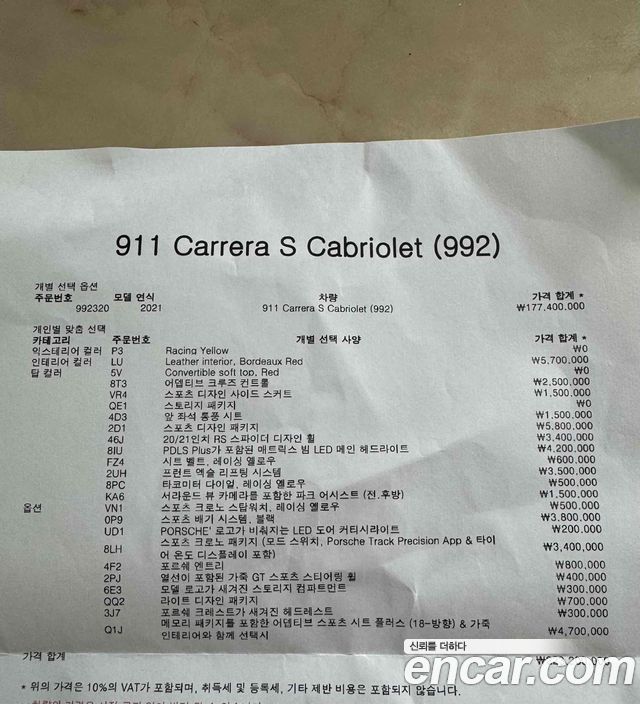 911 Carrera S Cabriolet (992)
개별 선택 옵션
주문번호 모델 연식 차량 가격 합계 *
992320 2021 911 Carrera S Cabriolet (992) ₩177,400,000
개인별 맞춤 선택
카테고리 주문번호 개별 선택 사양 가격 합계 *
익스테리어 컬러 P3 Racing Yellow ₩0
인테리어 컬러 LU Leather interior, Bordeaux Red ₩5,700,000
탑 컬러 5V Convertible soft top, Red ₩0
8T3 어댑티브 크루즈 컨트롤 ₩2,500,000
VR4 스포츠 디자인 사이드 스커트 ₩1,500,000
QE1 스토리지 패키지 ₩0
4D3 앞 좌석 통풍 시트 ₩1,500,000
2D1 스포츠 디자인 패키지 ₩5,800,000
46J 20/21인치 RS 스파이더 디자인 휠 ₩3,400,000
8IU PDLS Plus가 포함된 매트릭스 빔 LED 메인 헤드라이트 ₩4,200,000
FZ4 시트 벨트, 레이싱 옐로우 ₩600,000
2UH 프런트 액슬 리프팅 시스템 ₩3,500,000
8PC 타코미터 다이얼, 레이싱 옐로우 ₩500,000
KA6 서라운드 뷰 카메라를 포함한 파크 어시스트 (전.후방) ₩1,500,000
옵션 VN1 스포츠 크로노 스탑워치, 레이싱 옐로우 ₩500,000
0P9 스포츠 배기 시스템, 블랙 ₩3,800,000
UD1 PORSCHE' 로고가 비춰지는 LED 도어 커티시라이트 ₩200,000
8LH 스포츠 크로노 패키지 (모드 스위치, Porsche Track Precision App & 타이어 온도 디스플레이 포함) ₩3,400,000
4F2 포르쉐 엔트리 ₩800,000
2PJ 열선이 포함된 가죽 GT 스포츠 스티어링 휠 ₩400,000
6E3 모델 로고가 새겨진 스토리지 컴파트먼트 ₩300,000
QQ2 라이트 디자인 패키지 ₩700,000
3J7 포르쉐 크레스트가 새겨진 헤드레스트 ₩300,000
Q1J 메모리 패키지를 포함한 어댑티브 스포츠 시트 플러스 (18-방향) & 가죽 인테리어와 함께 선택시 ₩4,700,000
가격 합계
신뢰를 더하다
encar.com
* 위의 가격은 10%의 VAT가 포함되며, 취득세 및 등록세, 기타 제반 비용은 포함되지 않습니다.